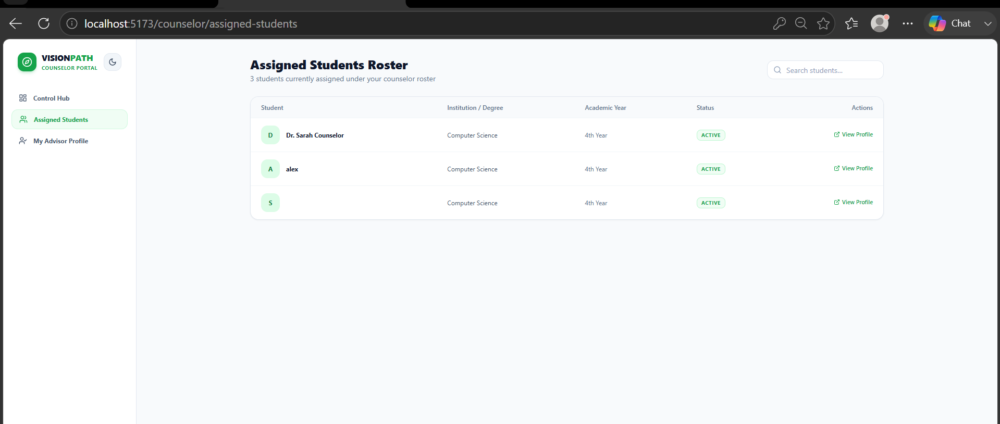 localhost:5173/counselor/assigned-students
Chat
VISIONPATH
COUNSELOR PORTAL
Control Hub
Assigned Students
My Advisor Profile
Assigned Students Roster
3 students currently assigned under your counselor roster
Search students...
Student Institution / Degree Academic Year Status Actions
D Dr. Sarah Counselor Computer Science 4th Year ACTIVE View Profile
A alex Computer Science 4th Year ACTIVE View Profile
S Computer Science 4th Year ACTIVE View Profile